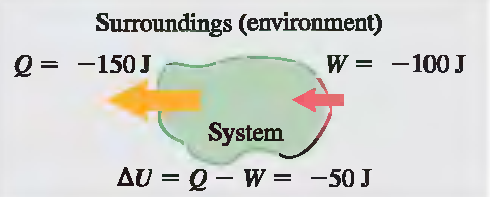 Surroundings (environment)
Q = −150 J W = −100 J
System
ΔU = Q − W = −50 J